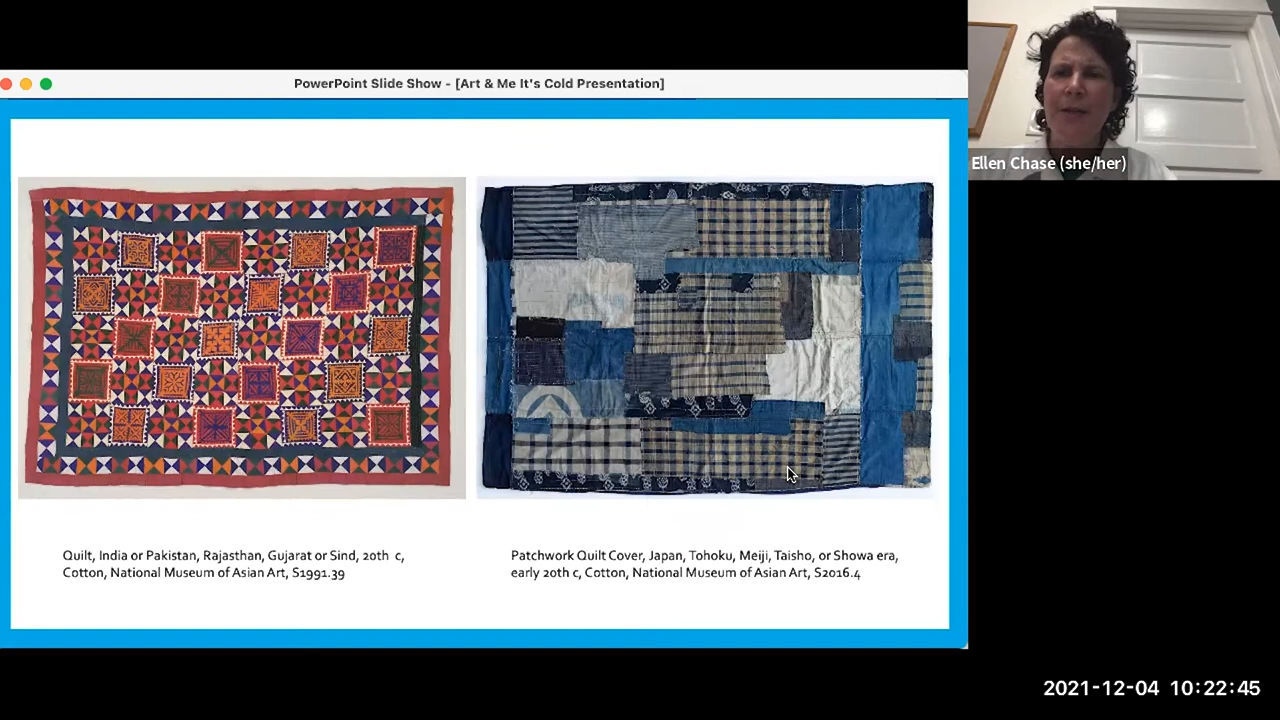 PowerPoint Slide Show - [Art & Me It's Cold Presentation]
Ellen Chase (she/her)
Quilt, India or Pakistan, Rajasthan, Gujarat or Sind, 20th  c,
Cotton, National Museum of Asian Art, S1991.39
Patchwork Quilt Cover, Japan, Tohoku, Meiji, Taisho, or Showa era,
early 20th c, Cotton, National Museum of Asian Art, S2016.4
2021-12-04  10:22:45